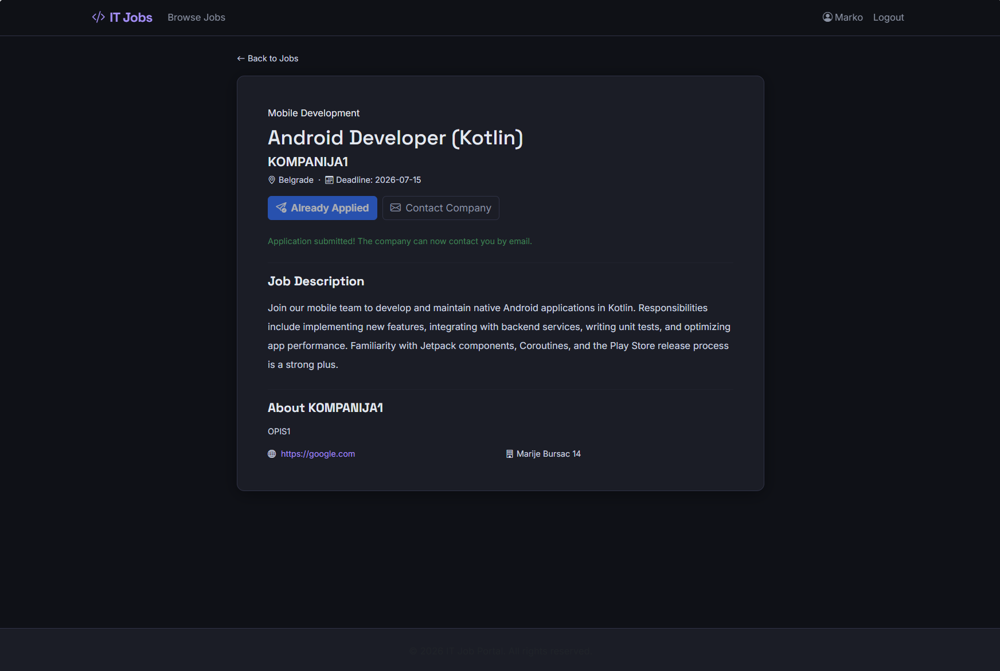 </> IT Jobs Browse Jobs Marko Logout
← Back to Jobs
Mobile Development
Android Developer (Kotlin)
KOMPANIJA1
Belgrade · Deadline: 2026-07-15
Already Applied Contact Company
Application submitted! The company can now contact you by email.
Job Description
Join our mobile team to develop and maintain native Android applications in Kotlin. Responsibilities
include implementing new features, integrating with backend services, writing unit tests, and optimizing
app performance. Familiarity with Jetpack components, Coroutines, and the Play Store release process
is a strong plus.
About KOMPANIJA1
OPIS1
https://google.com Marije Bursac 14
© 2026 IT Job Portal. All rights reserved.